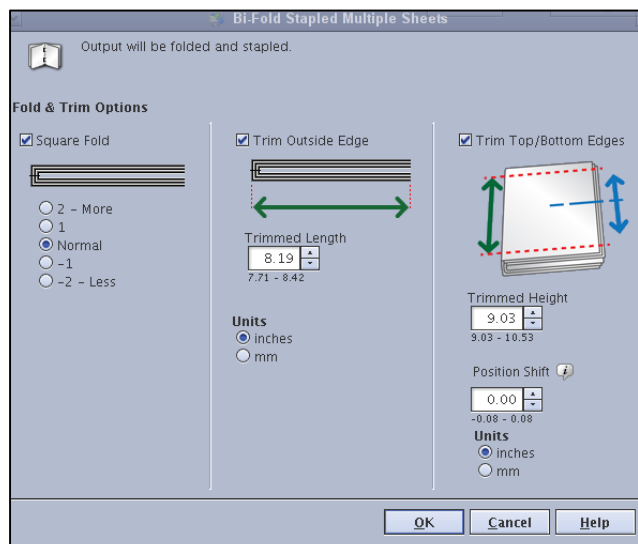 Bi-Fold Stapled Multiple Sheets
Output will be folded and stapled.
Fold & Trim Options
Square Fold
2 - More
1
Normal
-1
-2 - Less
Trim Outside Edge
Trimmed Length
8.19
7.71 - 8.42
Units
inches
mm
Trim Top/Bottom Edges
Trimmed Height
9.03
9.03 - 10.53
Position Shift i
0.00
-0.08 - 0.08
Units
inches
mm
OK Cancel Help